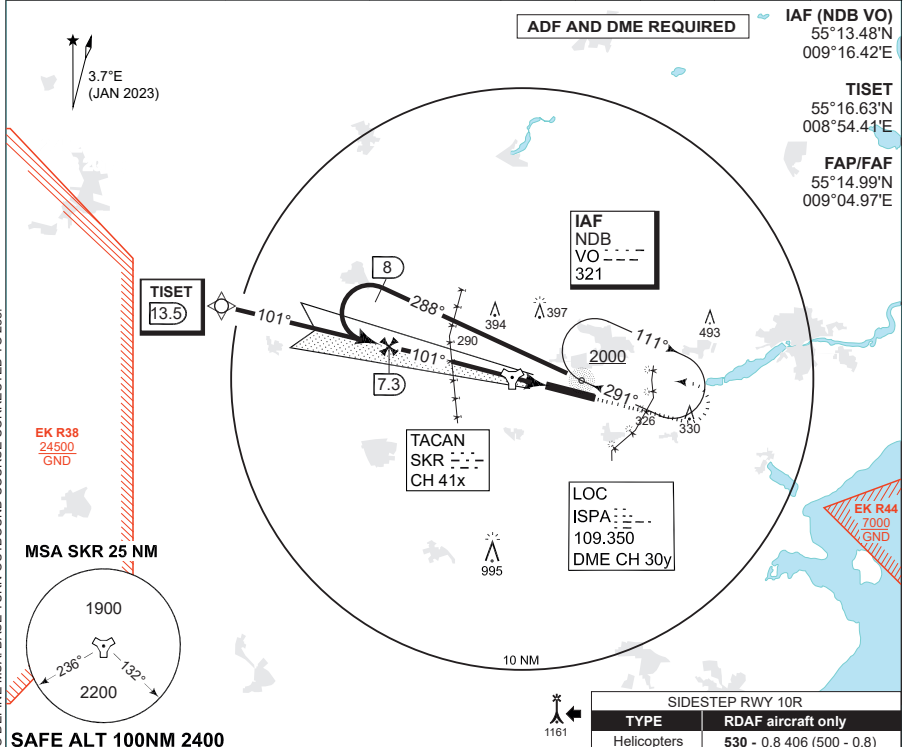 ADF AND DME REQUIRED
IAF (NDB VO)
55°13.48'N
009°16.42'E
TISET
55°16.63'N
008°54.41'E
FAP/FAF
55°14.99'N
009°04.97'E
3.7°E
(JAN 2023)
IAF
NDB
VO
321
TISET
13.5
8
101°
288°
394
397
493
290
101°
7.3
2000
111°
291°
326
330
EK R38
24500
GND
TACAN
SKR
CH 41x
LOC
ISPA
109.350
DME CH 30y
EK R44
7000
GND
995
MSA SKR 25 NM
1900
236°
132°
2200
10 NM
SAFE ALT 100NM 2400
1161
SIDESTEP RWY 10R
TYPE RDAF aircraft only
Helicopters 530 - 0.8 406 (500 - 0.8)